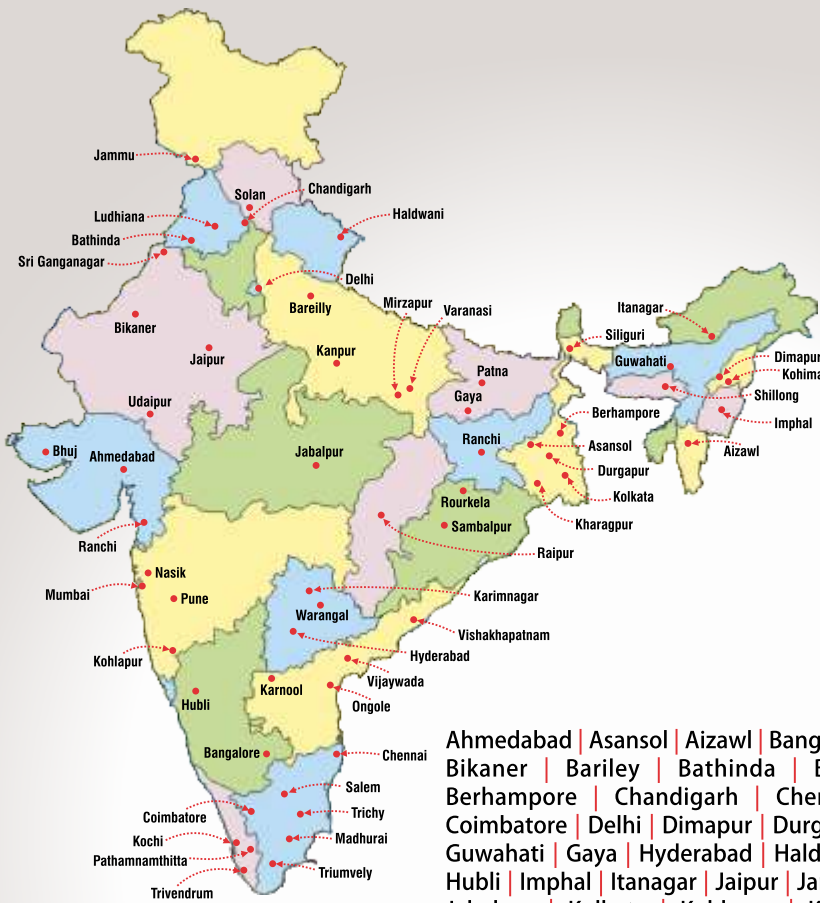 Jammu
Solan
Chandigarh
Ludhiana
Haldwani
Bathinda
Sri Ganganagar
Delhi
Bareilly
Mirzapur
Varanasi
Itanagar
Bikaner
Siliguri
Jaipur
Kanpur
Guwahati
Dimapur
Kohima
Patna
Shillong
Udaipur
Gaya
Berhampore
Imphal
Bhuj
Ahmedabad
Jabalpur
Ranchi
Asansol
Aizawl
Durgapur
Rourkela
Kolkata
Sambalpur
Kharagpur
Ranchi
Raipur
Nasik
Mumbai
Pune
Karimnagar
Warangal
Vishakhapatnam
Kohlapur
Hyderabad
Karnool
Vijaywada
Hubli
Ongole
Bangalore
Chennai
Salem
Coimbatore
Trichy
Kochi
Madhurai
Pathamnamthitta
Triumvely
Trivendrum
Ahmedabad | Asansol | Aizawl | Bang
Bikaner | Bariley | Bathinda |
Berhampore | Chandigarh | Chen
Coimbatore | Delhi | Dimapur | Durg
Guwahati | Gaya | Hyderabad | Hald
Hubli | Imphal | Itanagar | Jaipur | Ja